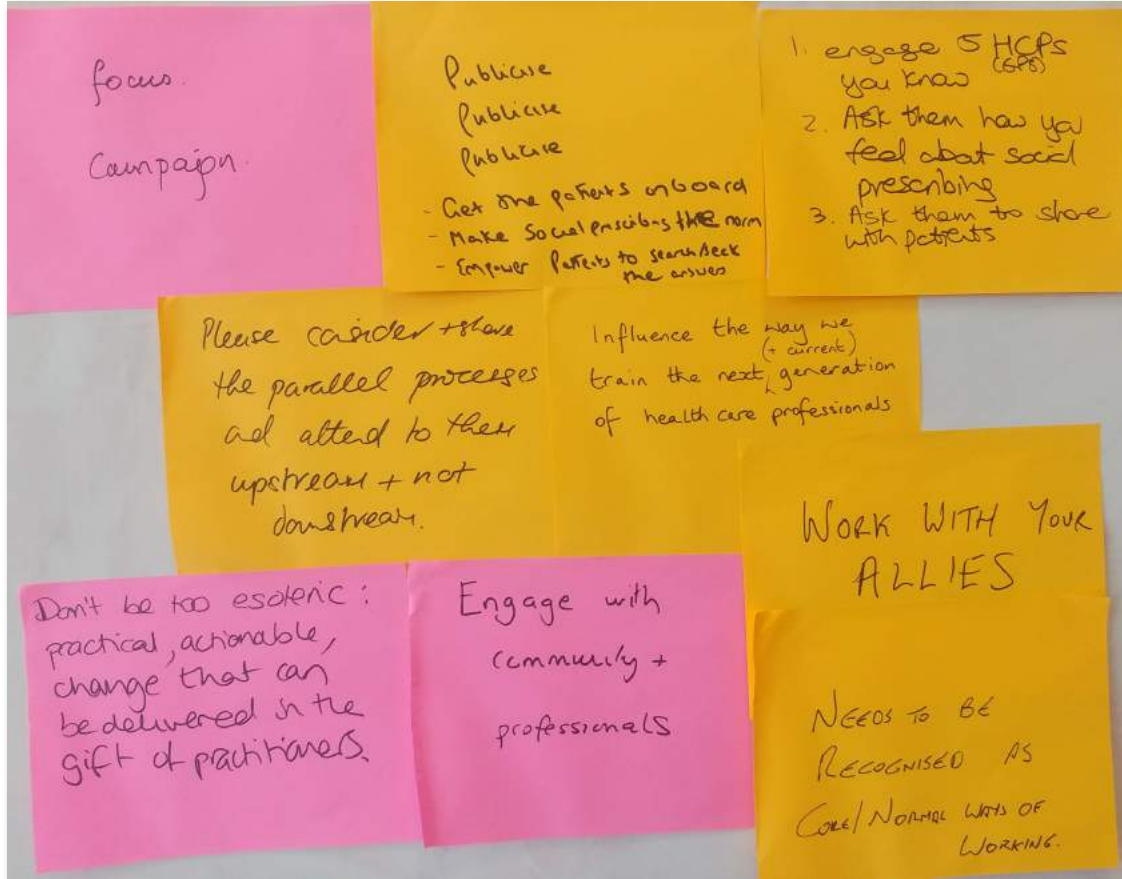 focus.
Campaign.
Publicise
Publicise
Publicise
- Get the patients onboard
- Make Social prescribing the norm
- Empower Patients to search/seek
the answer
1. engage 5 HCPs
(GPs)
you know
2. Ask them how you
feel about social
prescribing
3. Ask them to share
with patients
Please consider + share
the parallel processes
and attend to them
upstream + not
downstream.
Influence the way we
(+ current)
train the next generation
of health care professionals
WORK WITH YOUR
ALLIES
Don't be too esoteric :
practical, actionable,
change that can
be delivered in the
gift of practitioners.
Engage with
community +
professionals
NEEDS TO BE
RECOGNISED AS
CORE/NORMAL WAYS OF
WORKING.